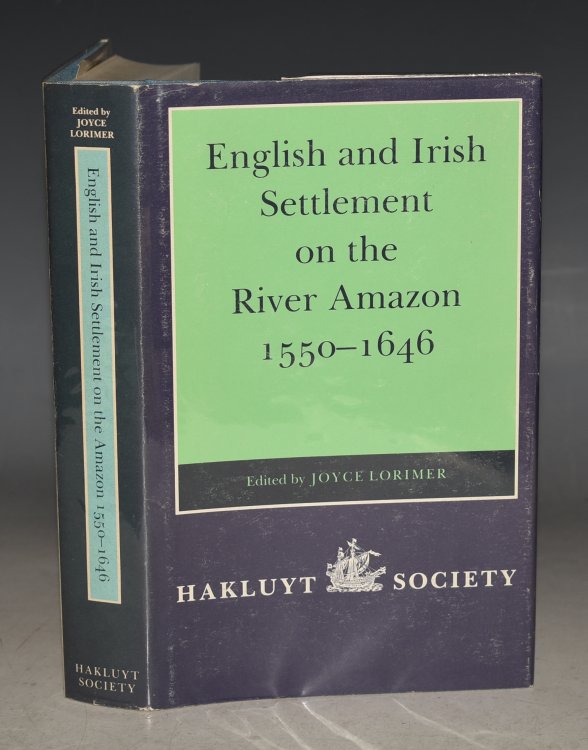 Edited by
JOYCE
LORIMER
English and Irish Settlement on the Amazon 1550–1646
HAKLUYT
SOCIETY
English and Irish
Settlement
on the
River Amazon
1550–1646
Edited by JOYCE LORIMER
HAKLUYT SOCIETY